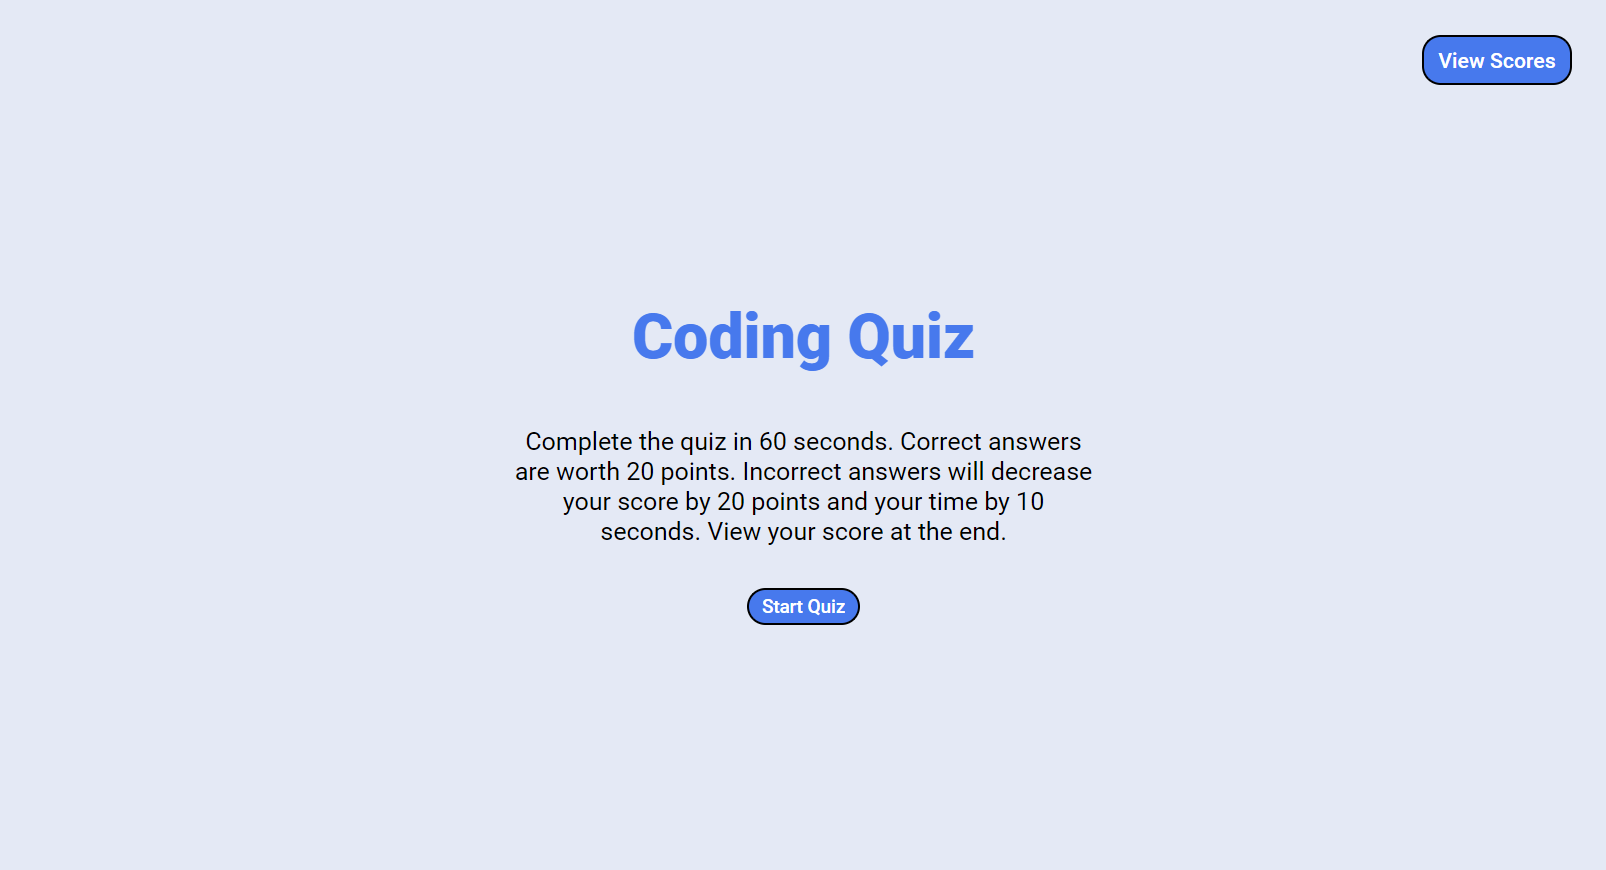 View Scores
Coding Quiz
Complete the quiz in 60 seconds. Correct answers
are worth 20 points. Incorrect answers will decrease
your score by 20 points and your time by 10
seconds. View your score at the end.
Start Quiz